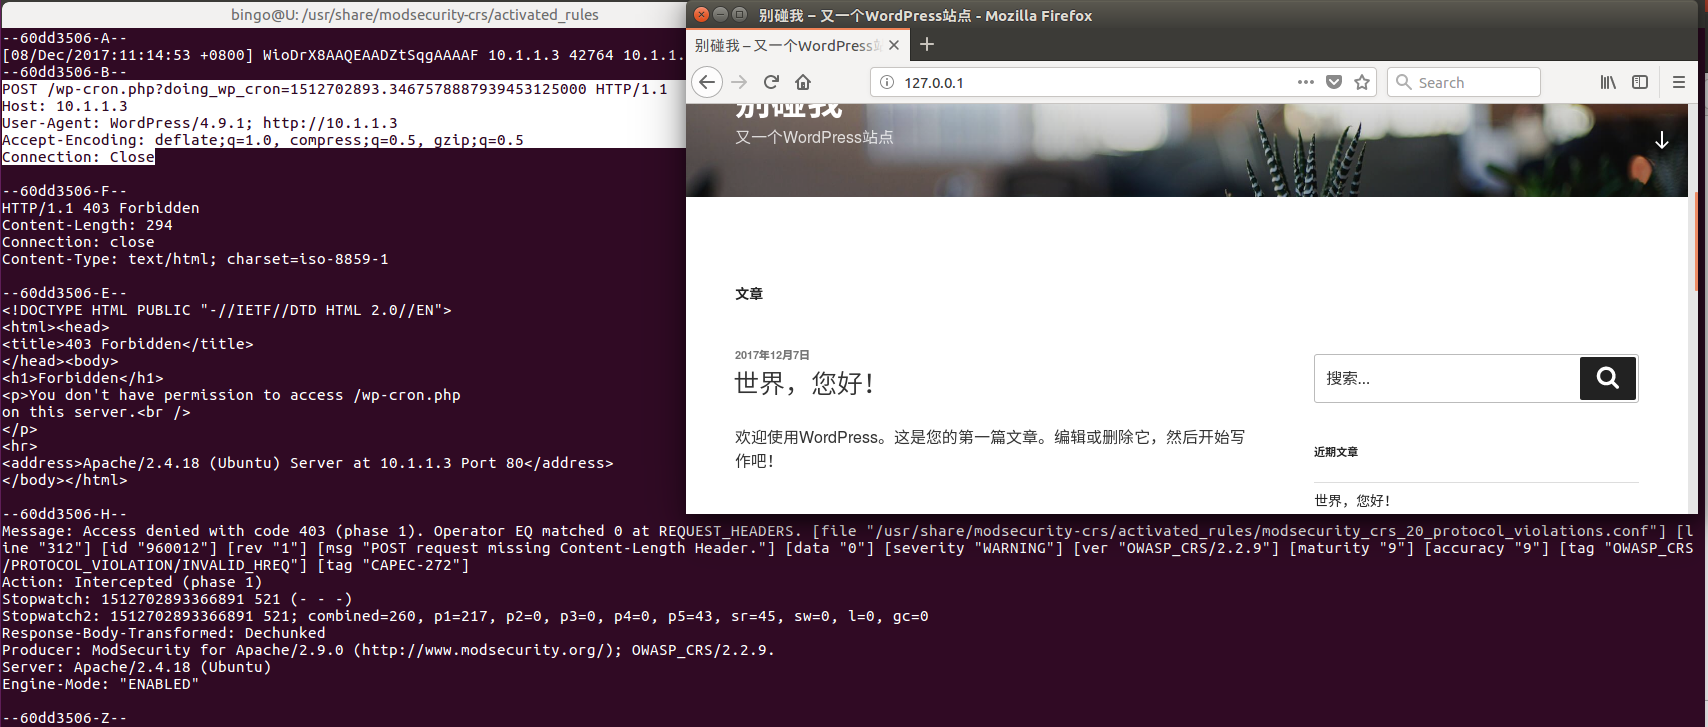 bingo@U: /usr/share/modsecurity-crs/activated_rules
--60dd3506-A--
[08/Dec/2017:11:14:53 +0800] WioDrX8AAQEAADZtSqgAAAAF 10.1.1.3 42764 10.1.1.
--60dd3506-B--
POST /wp-cron.php?doing_wp_cron=1512702893.3467578887939453125000 HTTP/1.1
Host: 10.1.1.3
User-Agent: WordPress/4.9.1; http://10.1.1.3
Accept-Encoding: deflate;q=1.0, compress;q=0.5, gzip;q=0.5
Connection: Close
--60dd3506-F--
HTTP/1.1 403 Forbidden
Content-Length: 294
Connection: close
Content-Type: text/html; charset=iso-8859-1
--60dd3506-E--
<!DOCTYPE HTML PUBLIC "-//IETF//DTD HTML 2.0//EN">
<html><head>
<title>403 Forbidden</title>
</head><body>
<h1>Forbidden</h1>
<p>You don't have permission to access /wp-cron.php
on this server.<br />
</p>
<hr>
<address>Apache/2.4.18 (Ubuntu) Server at 10.1.1.3 Port 80</address>
</body></html>
--60dd3506-H--
Message: Access denied with code 403 (phase 1). Operator EQ matched 0 at REQUEST_HEADERS. [file "/usr/share/modsecurity-crs/activated_rules/modsecurity_crs_20_protocol_violations.conf"] [l
ine "312"] [id "960012"] [rev "1"] [msg "POST request missing Content-Length Header."] [data "0"] [severity "WARNING"] [ver "OWASP_CRS/2.2.9"] [maturity "9"] [accuracy "9"] [tag "OWASP_CRS
/PROTOCOL_VIOLATION/INVALID_HREQ"] [tag "CAPEC-272"]
Action: Intercepted (phase 1)
Stopwatch: 1512702893366891 521 (- - -)
Stopwatch2: 1512702893366891 521; combined=260, p1=217, p2=0, p3=0, p4=0, p5=43, sr=45, sw=0, l=0, gc=0
Response-Body-Transformed: Dechunked
Producer: ModSecurity for Apache/2.9.0 (http://www.modsecurity.org/); OWASP_CRS/2.2.9.
Server: Apache/2.4.18 (Ubuntu)
Engine-Mode: "ENABLED"
--60dd3506-Z--
别碰我 – 又一个WordPress站点 - Mozilla Firefox
别碰我 – 又一个WordPress站
127.0.0.1
Search
别碰我
又一个WordPress站点
文章
2017年12月7日
世界，您好！
欢迎使用WordPress。这是您的第一篇文章。编辑或删除它，然后开始写
作吧！
搜索...
近期文章
世界，您好！